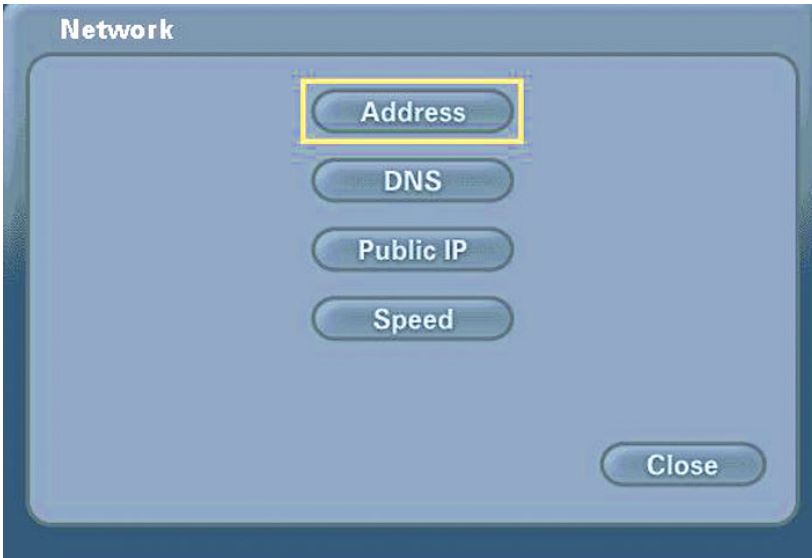 Network
Address
DNS
Public IP
Speed
Close